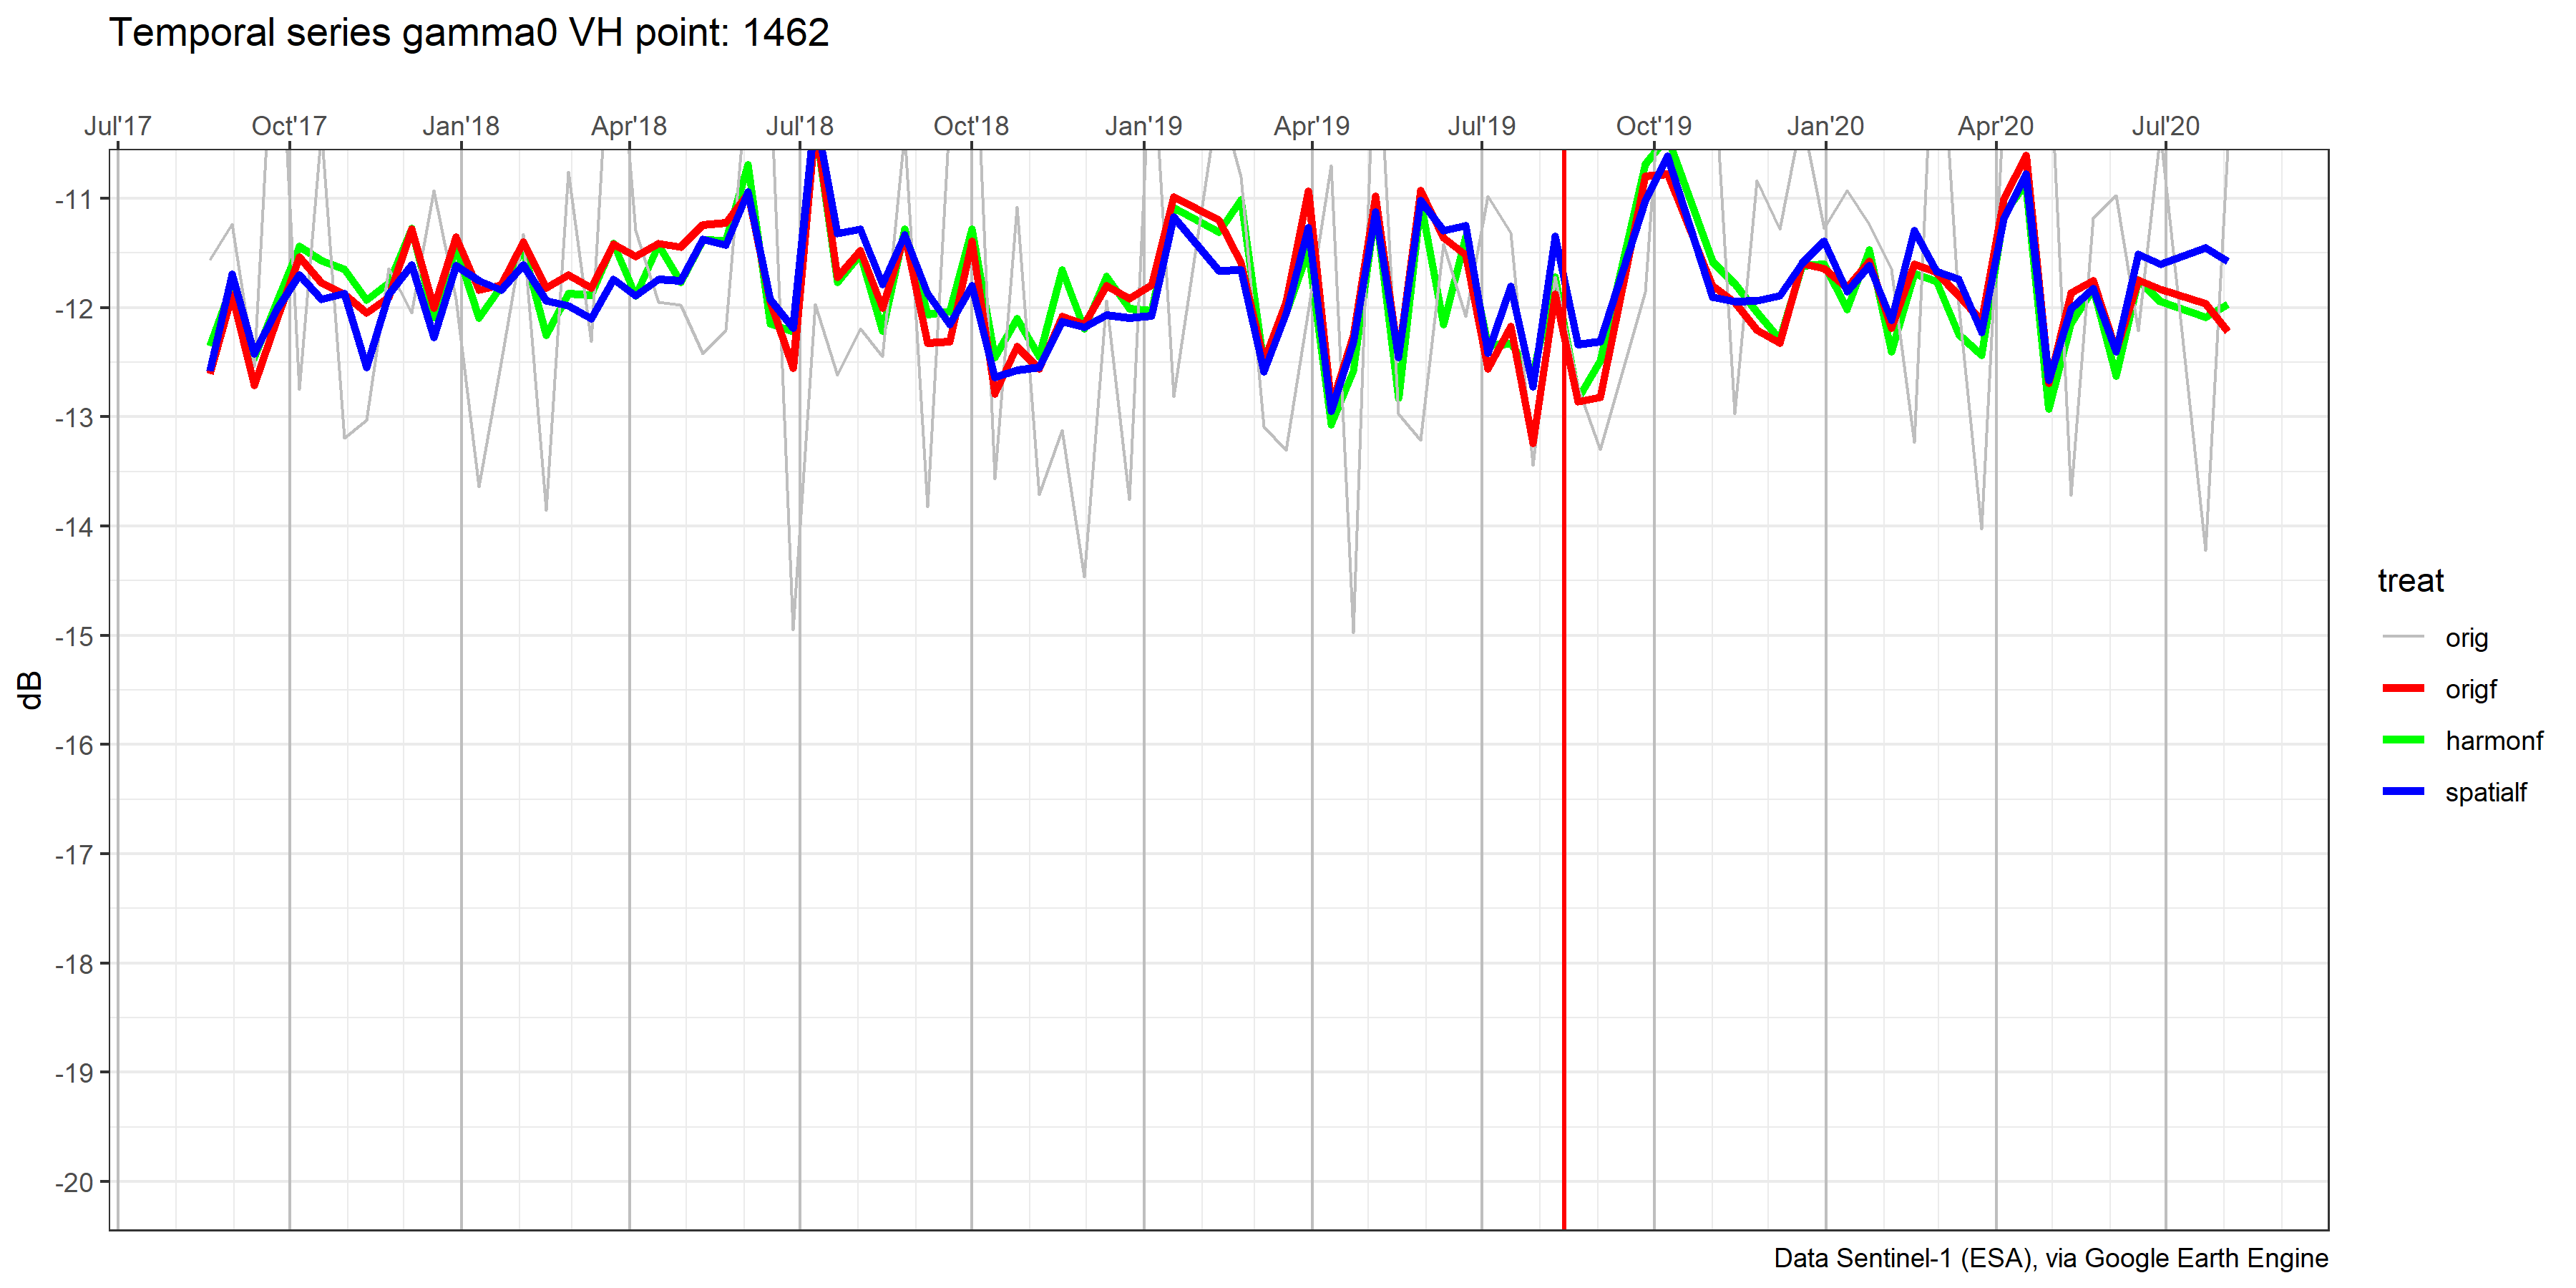 Temporal series gamma0 VH point: 1462
Jul'17 Oct'17 Jan'18 Apr'18 Jul'18 Oct'18 Jan'19 Apr'19 Jul'19 Oct'19 Jan'20 Apr'20 Jul'20
-11
-12
-13
-14
-15
-16
-17
-18
-19
-20
dB
treat
orig
origf
harmonf
spatialf
Data Sentinel-1 (ESA), via Google Earth Engine